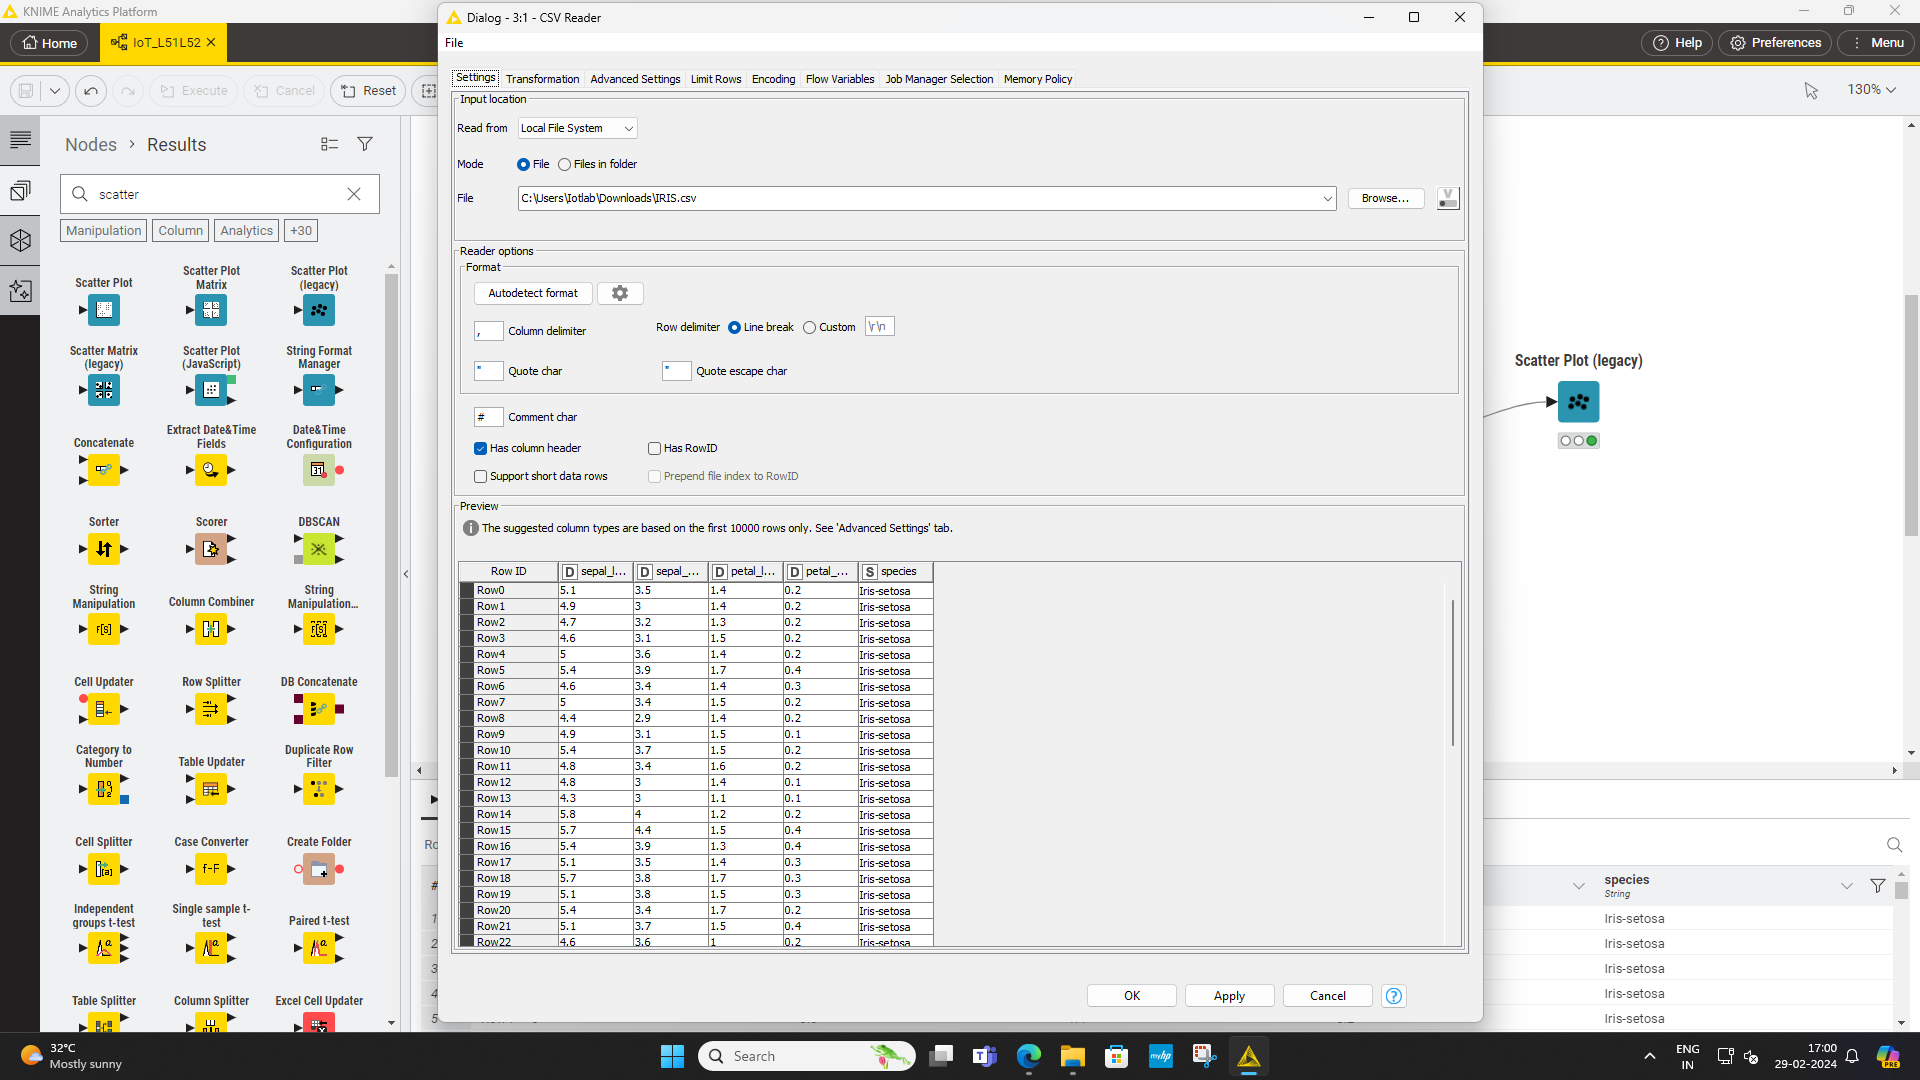 KNIME Analytics Platform
Home
IoT_L51L52
Help
Preferences
Menu
Execute
Cancel
Reset
130%
Nodes › Results
scatter
Manipulation
Column
Analytics
+30
Scatter Plot
Scatter Plot Matrix
Scatter Plot (legacy)
Scatter Matrix (legacy)
Scatter Plot (JavaScript)
String Format Manager
Concatenate
Extract Date&Time Fields
Date&Time Configuration
Sorter
Scorer
DBSCAN
String Manipulation
Column Combiner
String Manipulation...
Cell Updater
Row Splitter
DB Concatenate
Category to Number
Table Updater
Duplicate Row Filter
Cell Splitter
Case Converter
Create Folder
Independent groups t-test
Single sample t-test
Paired t-test
Table Splitter
Column Splitter
Excel Cell Updater
Dialog - 3:1 - CSV Reader
File
Settings Transformation Advanced Settings Limit Rows Encoding Flow Variables Job Manager Selection Memory Policy
Input location
Read from Local File System
Mode File Files in folder
File C:\Users\Iotlab\Downloads\IRIS.csv Browse...
Reader options
Format
Autodetect format
, Column delimiter Row delimiter Line break Custom \r\n
" Quote char " Quote escape char
# Comment char
Has column header Has RowID
Support short data rows Prepend file index to RowID
Preview
The suggested column types are based on the first 10000 rows only. See 'Advanced Settings' tab.
Row ID D sepal_l... D sepal_... D petal_l... D petal_... S species
Row0 5.1 3.5 1.4 0.2 Iris-setosa
Row1 4.9 3 1.4 0.2 Iris-setosa
Row2 4.7 3.2 1.3 0.2 Iris-setosa
Row3 4.6 3.1 1.5 0.2 Iris-setosa
Row4 5 3.6 1.4 0.2 Iris-setosa
Row5 5.4 3.9 1.7 0.4 Iris-setosa
Row6 4.6 3.4 1.4 0.3 Iris-setosa
Row7 5 3.4 1.5 0.2 Iris-setosa
Row8 4.4 2.9 1.4 0.2 Iris-setosa
Row9 4.9 3.1 1.5 0.1 Iris-setosa
Row10 5.4 3.7 1.5 0.2 Iris-setosa
Row11 4.8 3.4 1.6 0.2 Iris-setosa
Row12 4.8 3 1.4 0.1 Iris-setosa
Row13 4.3 3 1.1 0.1 Iris-setosa
Row14 5.8 4 1.2 0.2 Iris-setosa
Row15 5.7 4.4 1.5 0.4 Iris-setosa
Row16 5.4 3.9 1.3 0.4 Iris-setosa
Row17 5.1 3.5 1.4 0.3 Iris-setosa
Row18 5.7 3.8 1.7 0.3 Iris-setosa
Row19 5.1 3.8 1.5 0.3 Iris-setosa
Row20 5.4 3.4 1.7 0.2 Iris-setosa
Row21 5.1 3.7 1.5 0.4 Iris-setosa
Row22 4.6 3.6 1 0.2 Iris-setosa
OK
Apply
Cancel
Scatter Plot (legacy)
Ro
#
1
2
3
4
5
species
String
Iris-setosa
Iris-setosa
Iris-setosa
Iris-setosa
Iris-setosa
32°C
Mostly sunny
Search
ENG
IN
17:00
29-02-2024